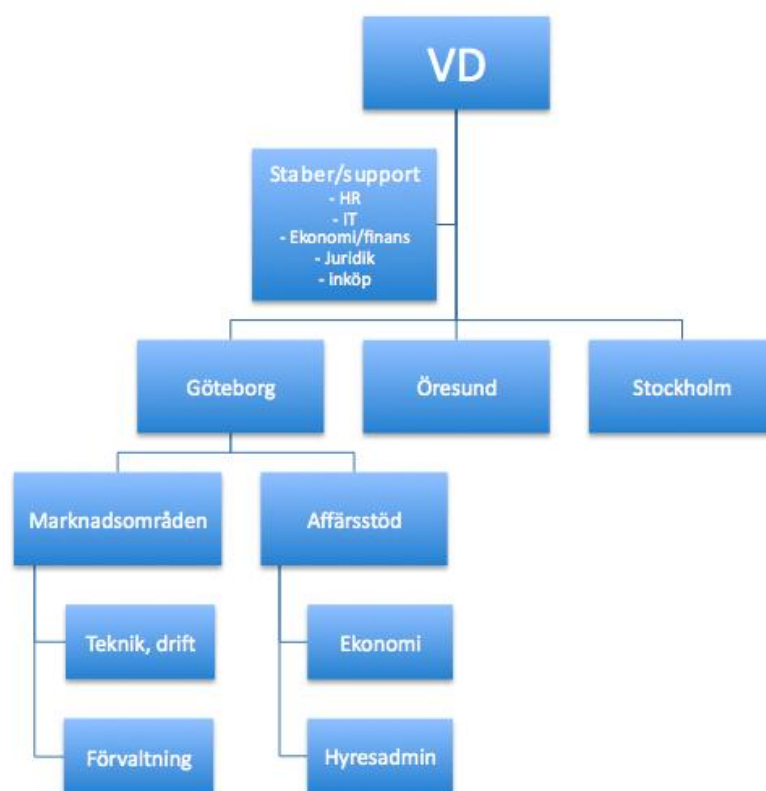 VD
Staber/support
- HR
- IT
- Ekonomi/finans
- Juridik
- inköp
Göteborg
Öresund
Stockholm
Marknadsområden
Affärsstöd
Teknik, drift
Ekonomi
Förvaltning
Hyresadmin